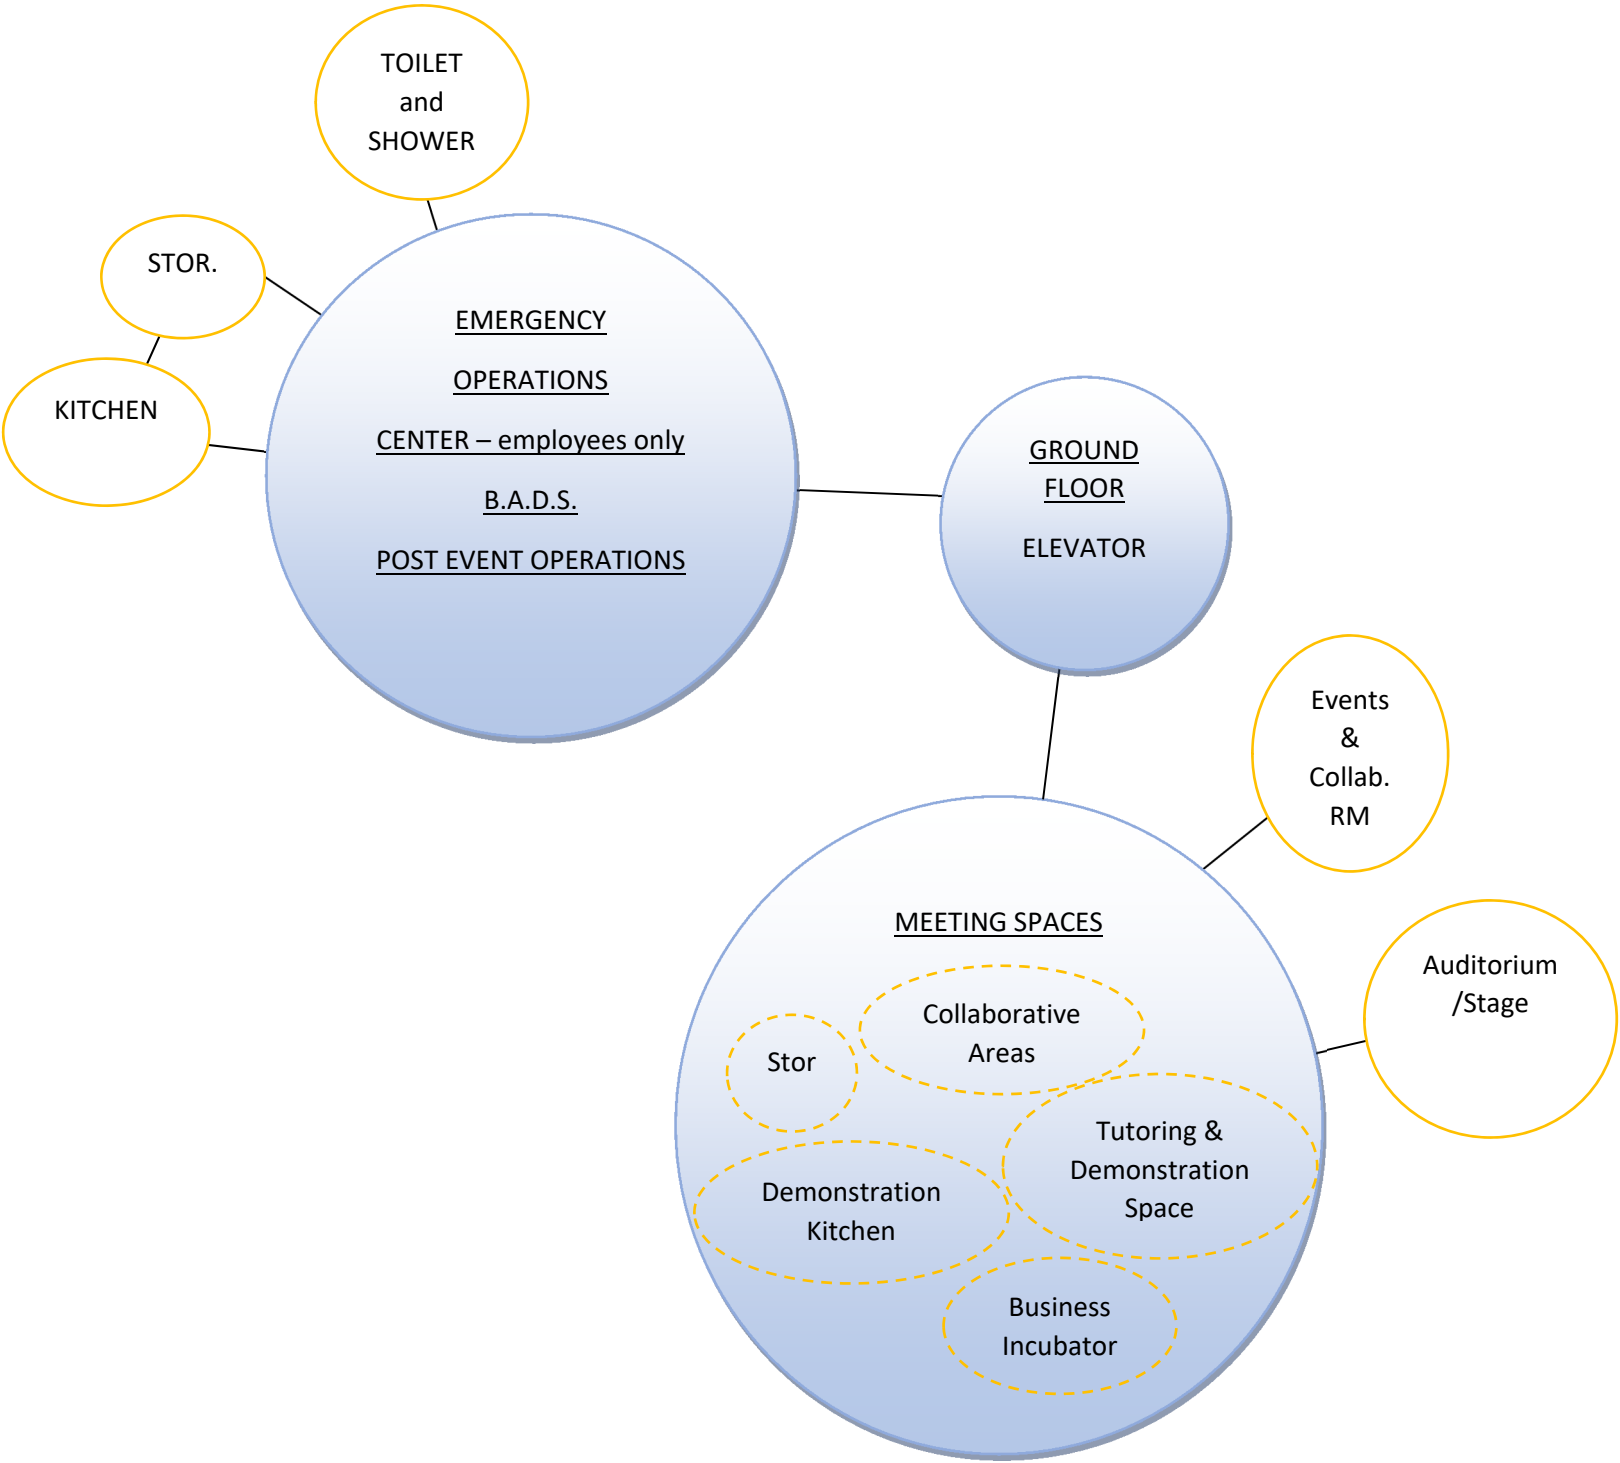 TOILET
and
SHOWER
STOR.
KITCHEN
EMERGENCY
OPERATIONS
CENTER – employees only
B.A.D.S.
POST EVENT OPERATIONS
GROUND
FLOOR
ELEVATOR
Events
&
Collab.
RM
Auditorium
/Stage
MEETING SPACES
Collaborative
Areas
Stor
Tutoring &
Demonstration
Space
Demonstration
Kitchen
Business
Incubator